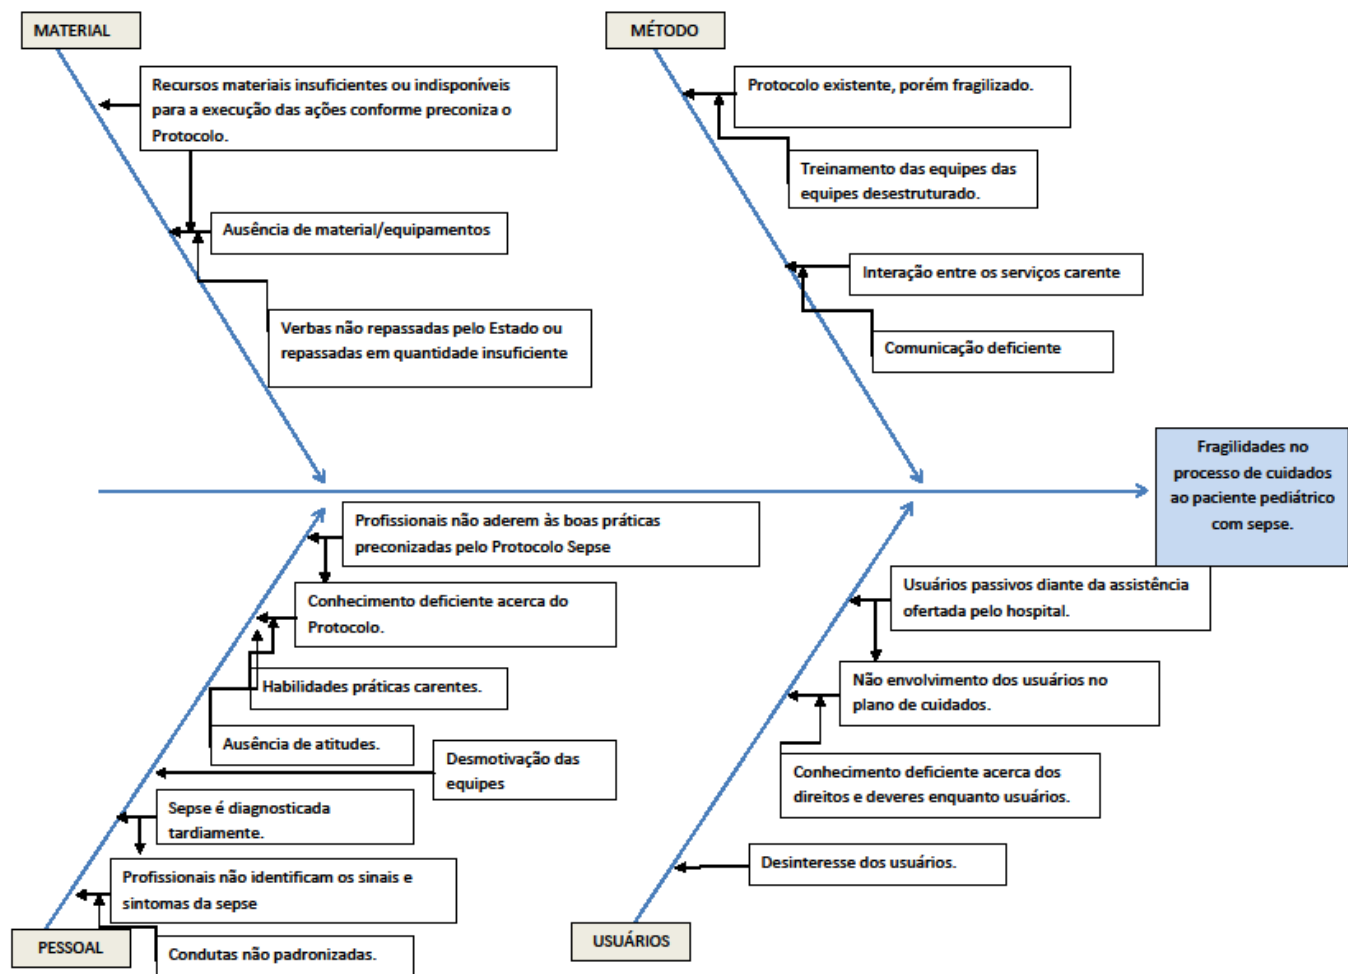 MATERIAL
Recursos materiais insuficientes ou indisponíveis
para a execução das ações conforme preconiza o
Protocolo.
Ausência de material/equipamentos
Verbas não repassadas pelo Estado ou
repassadas em quantidade insuficiente
MÉTODO
Protocolo existente, porém fragilizado.
Treinamento das equipes das
equipes desestruturado.
Interação entre os serviços carente
Comunicação deficiente
Fragilidades no
processo de cuidados
ao paciente pediátrico
com sepse.
Profissionais não aderem às boas práticas
preconizadas pelo Protocolo Sepse
Conhecimento deficiente acerca do
Protocolo.
Habilidades práticas carentes.
Ausência de atitudes.
Desmotivação das
equipes
Sepse é diagnosticada
tardiamente.
Profissionais não identificam os sinais e
sintomas da sepse
Condutas não padronizadas.
PESSOAL
Usuários passivos diante da assistência
ofertada pelo hospital.
Não envolvimento dos usuários no
plano de cuidados.
Conhecimento deficiente acerca dos
direitos e deveres enquanto usuários.
Desinteresse dos usuários.
USUÁRIOS